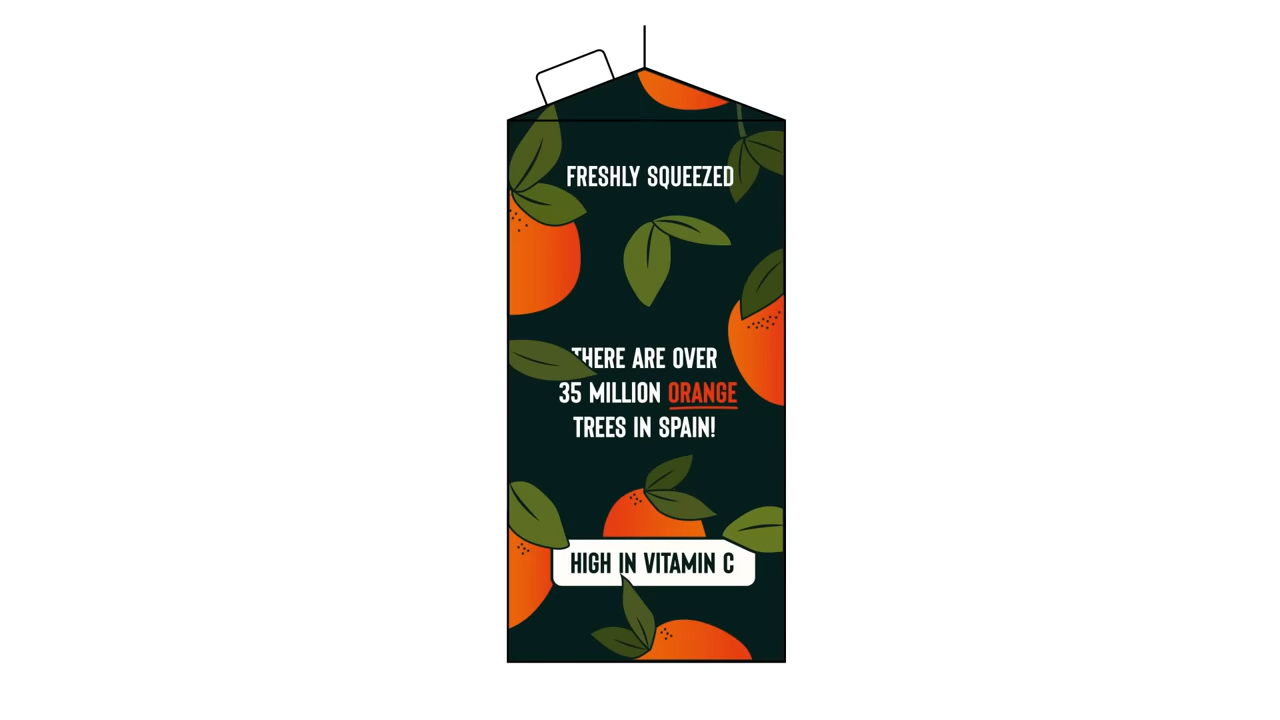 FRESHLY SQUEEZED
THERE ARE OVER
35 MILLION ORANGE
TREES IN SPAIN!
HIGH IN VITAMIN C